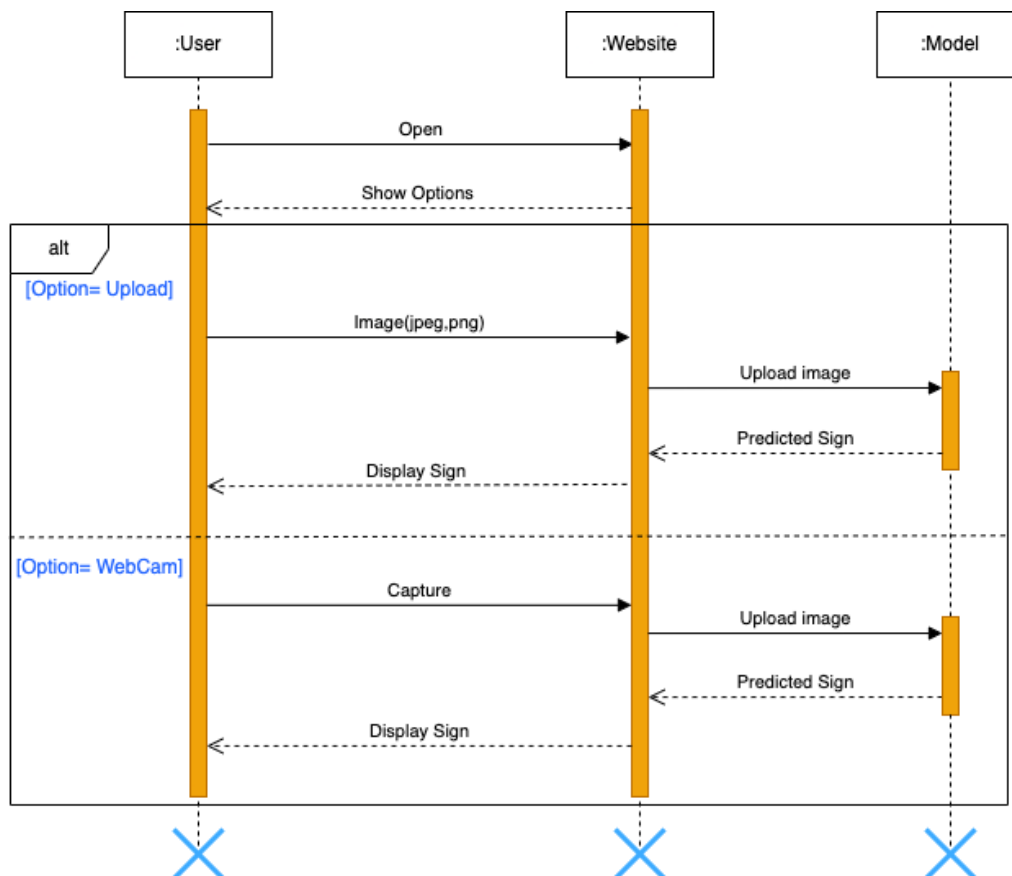 :User
:Website
:Model
Open
Show Options
alt
[Option= Upload]
Image(jpeg,png)
Upload image
Predicted Sign
Display Sign
[Option= WebCam]
Capture
Upload image
Predicted Sign
Display Sign